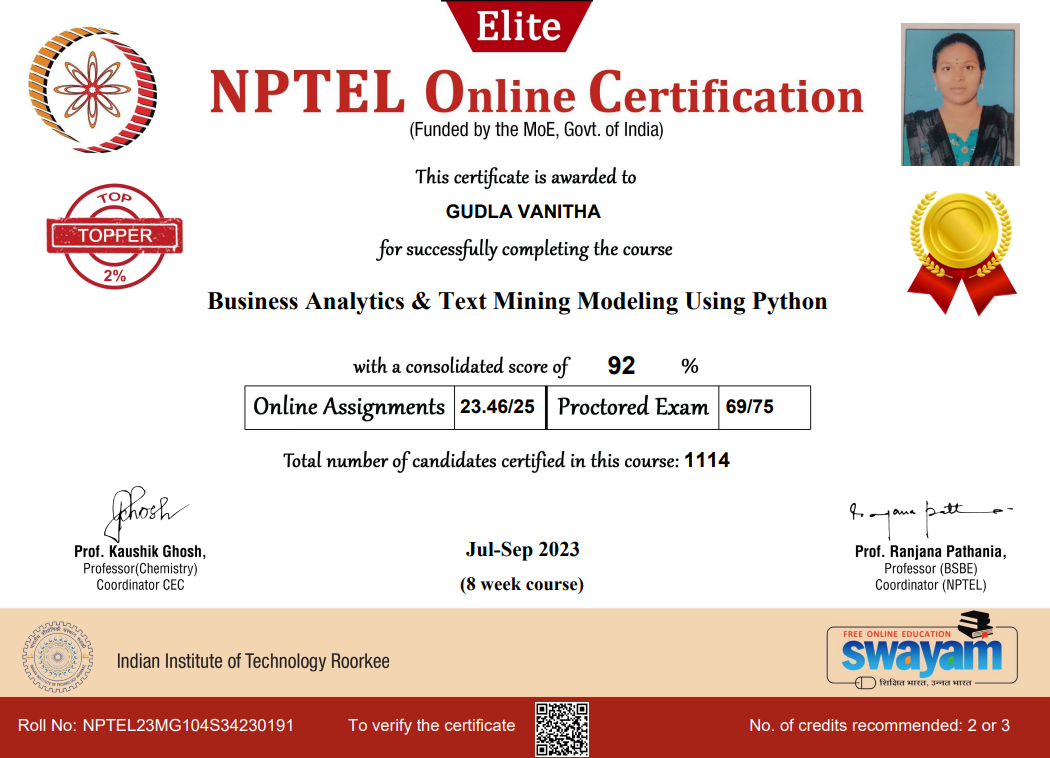 Elite
NPTEL Online Certification
(Funded by the MoE, Govt. of India)
This certificate is awarded to
GUDLA VANITHA
for successfully completing the course
TOP
TOPPER
2%
Business Analytics & Text Mining Modeling Using Python
with a consolidated score of 92 %
Online Assignments 23.46/25 Proctored Exam 69/75
Total number of candidates certified in this course: 1114
Prof. Kaushik Ghosh,
Professor(Chemistry)
Coordinator CEC
Jul-Sep 2023
(8 week course)
Prof. Ranjana Pathania,
Professor (BSBE)
Coordinator (NPTEL)
Indian Institute of Technology Roorkee
FREE ONLINE EDUCATION
swayam
शिक्षित भारत, उन्नत भारत
Roll No: NPTEL23MG104S34230191 To verify the certificate No. of credits recommended: 2 or 3